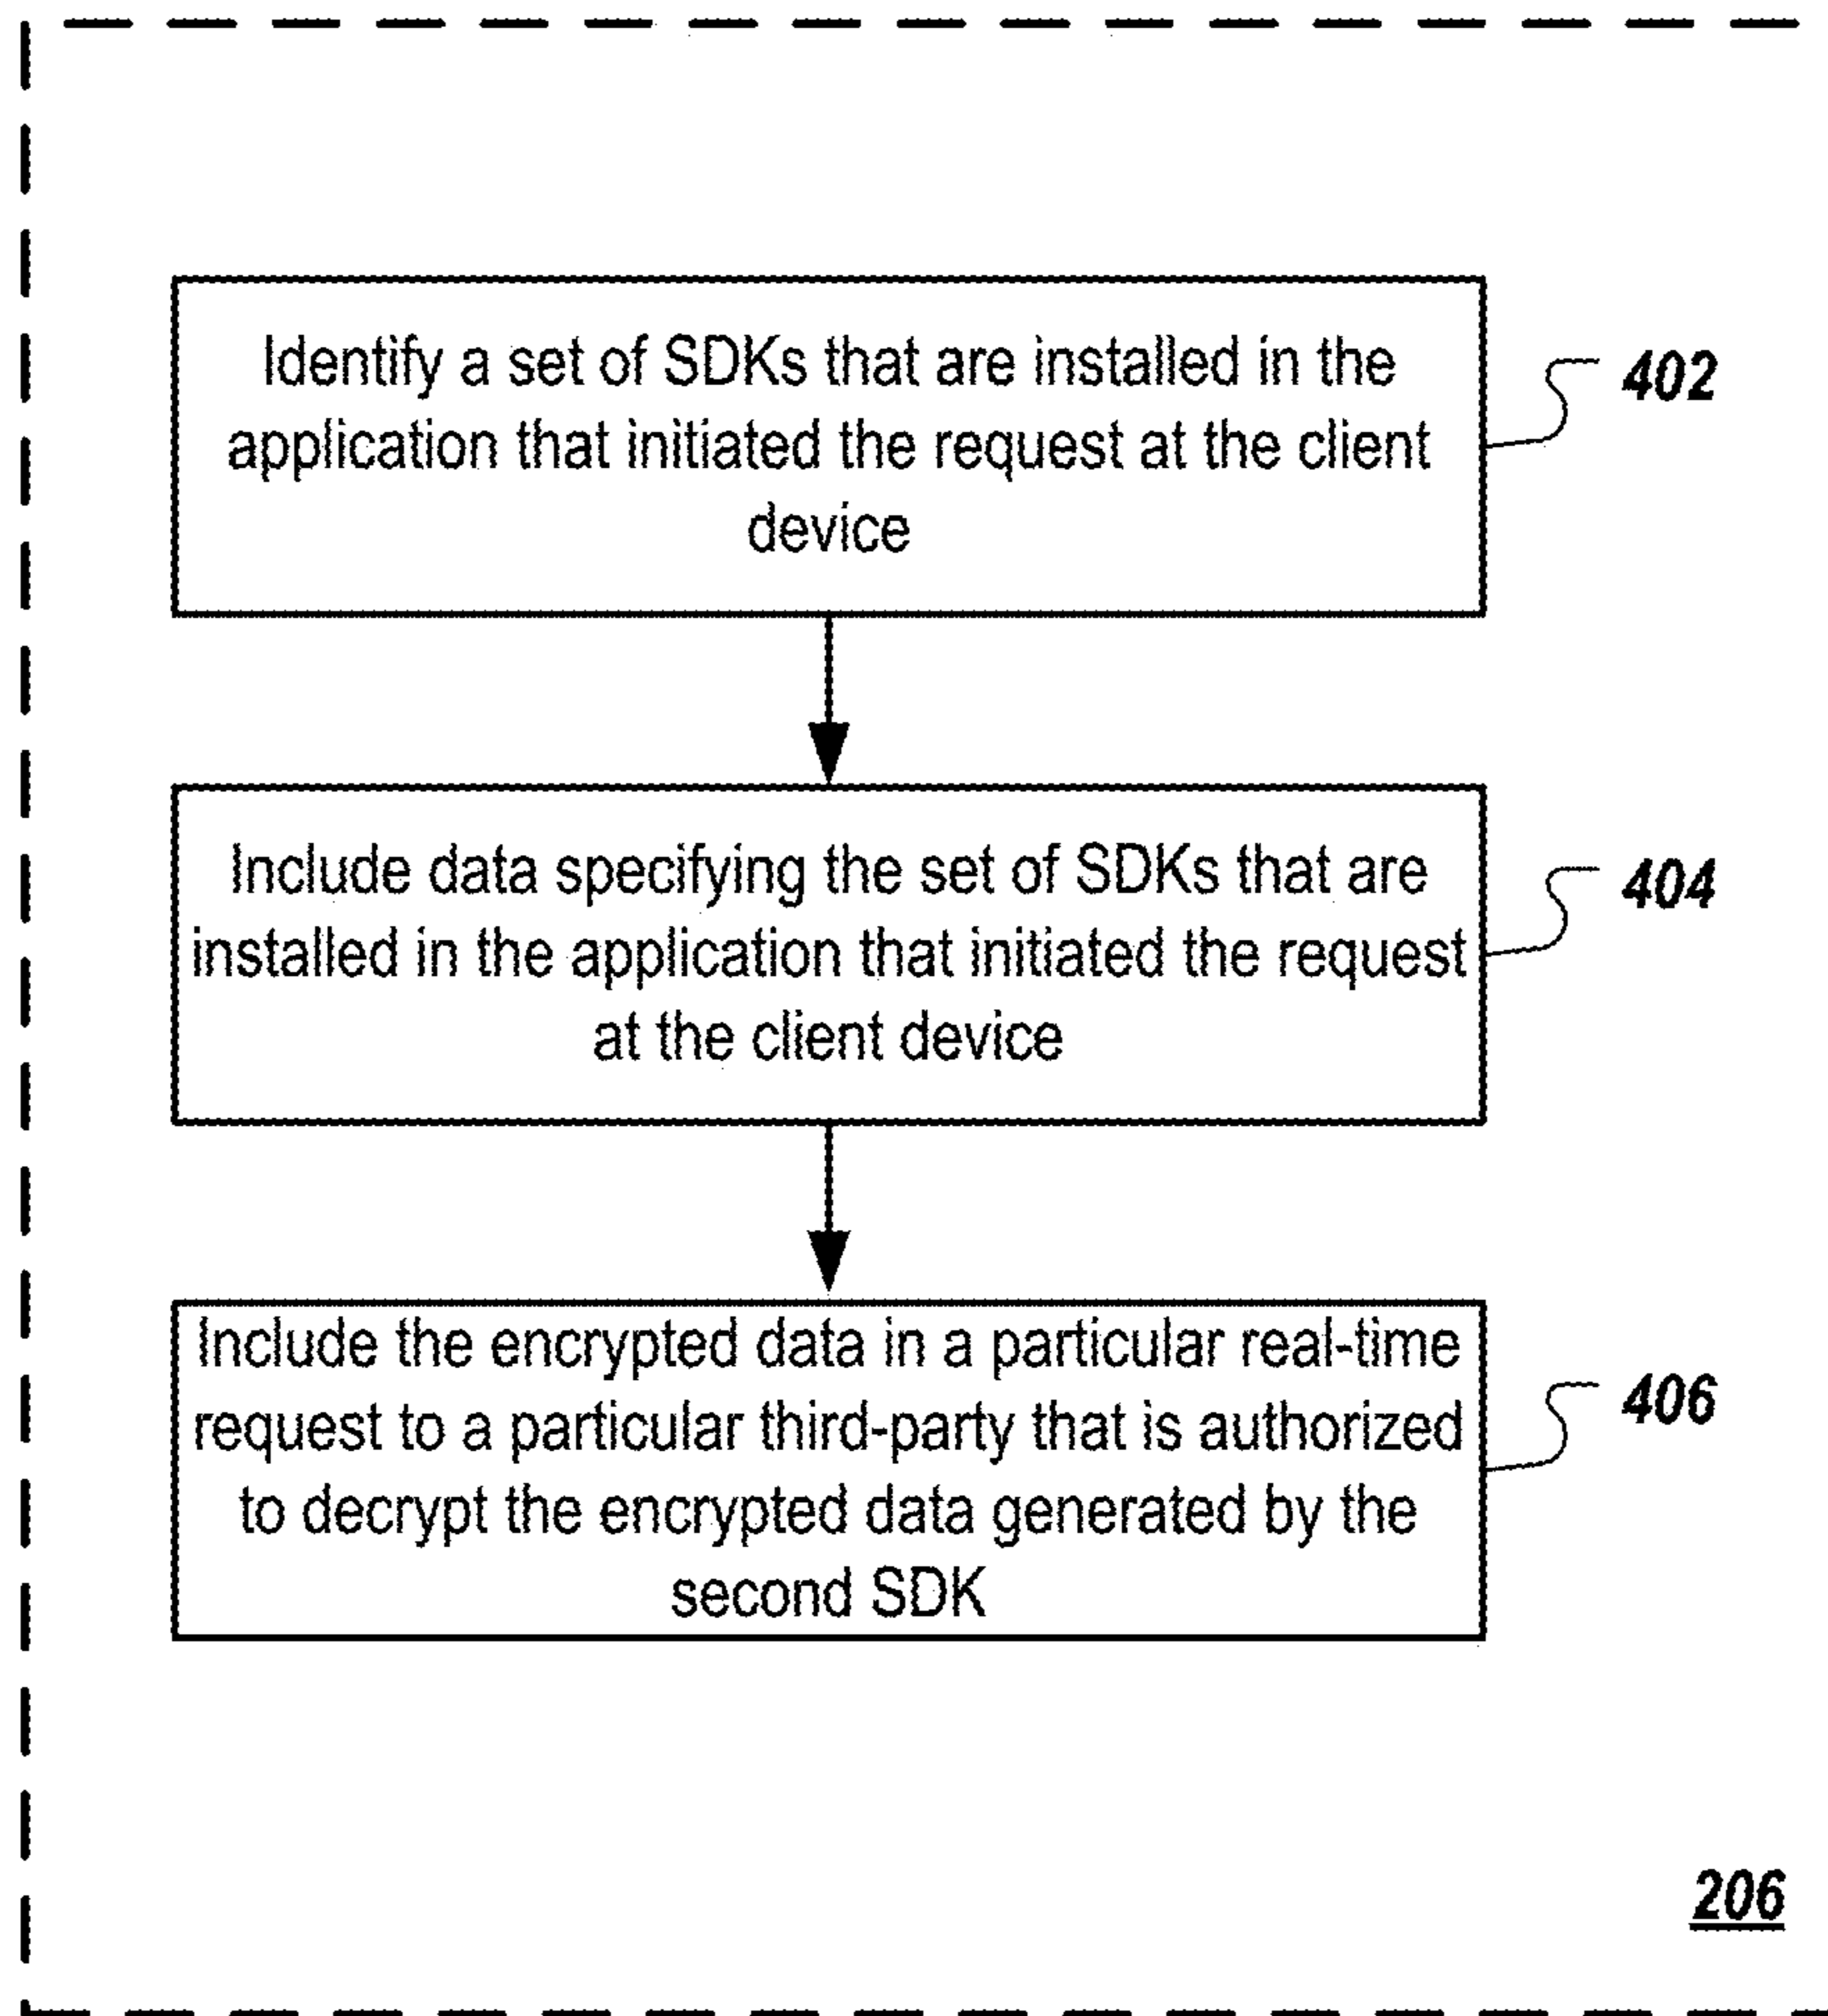 Identify a set of SDKs that are installed in the
application that initiated the request at the client
device
402
Include data specifying the set of SDKs that are
installed in the application that initiated the request
at the client device
404
Include the encrypted data in a particular real-time
request to a particular third-party that is authorized
to decrypt the encrypted data generated by the
second SDK
406
206